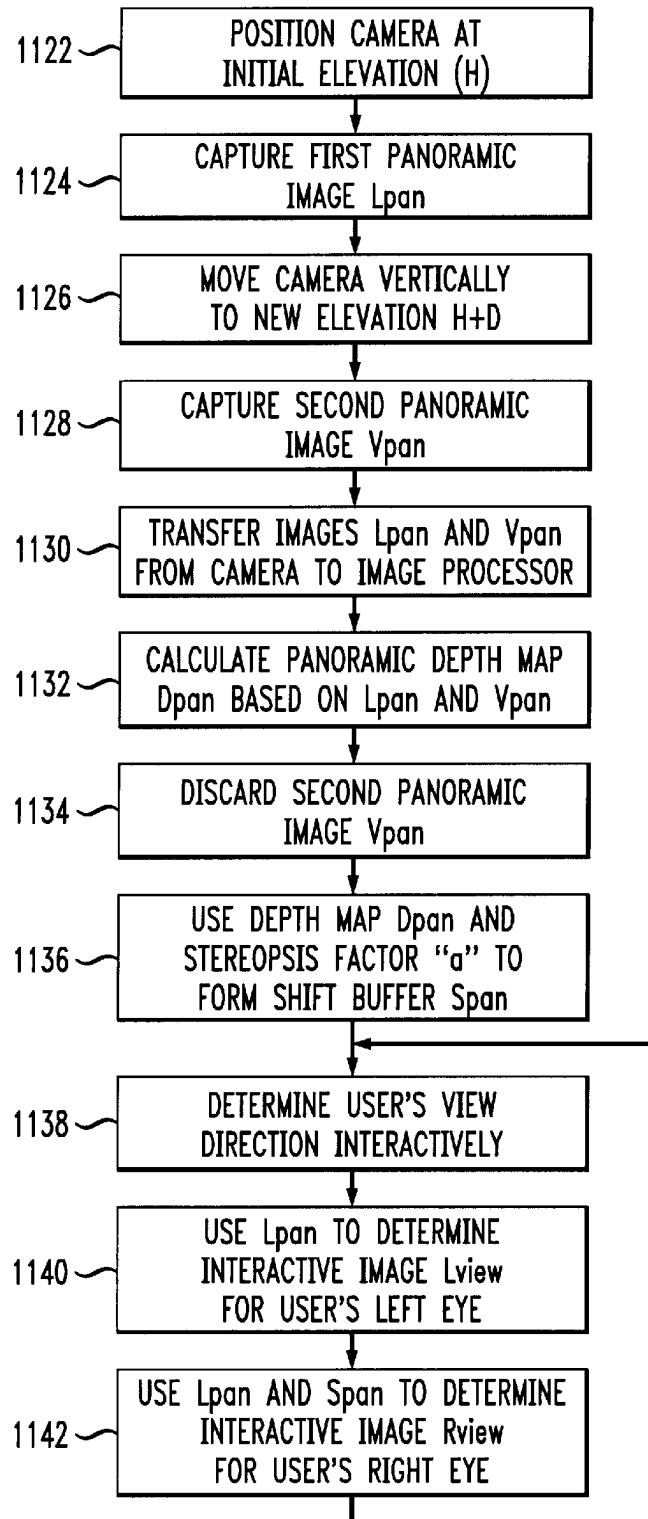 1122
POSITION CAMERA AT
INITIAL ELEVATION (H)
1124
CAPTURE FIRST PANORAMIC
IMAGE Lpan
1126
MOVE CAMERA VERTICALLY
TO NEW ELEVATION H+D
1128
CAPTURE SECOND PANORAMIC
IMAGE Vpan
1130
TRANSFER IMAGES Lpan AND Vpan
FROM CAMERA TO IMAGE PROCESSOR
1132
CALCULATE PANORAMIC DEPTH MAP
Dpan BASED ON Lpan AND Vpan
1134
DISCARD SECOND PANORAMIC
IMAGE Vpan
1136
USE DEPTH MAP Dpan AND
STEREOPSIS FACTOR “a” TO
FORM SHIFT BUFFER Span
1138
DETERMINE USER'S VIEW
DIRECTION INTERACTIVELY
1140
USE Lpan TO DETERMINE
INTERACTIVE IMAGE Lview
FOR USER'S LEFT EYE
1142
USE Lpan AND Span TO DETERMINE
INTERACTIVE IMAGE Rview
FOR USER'S RIGHT EYE